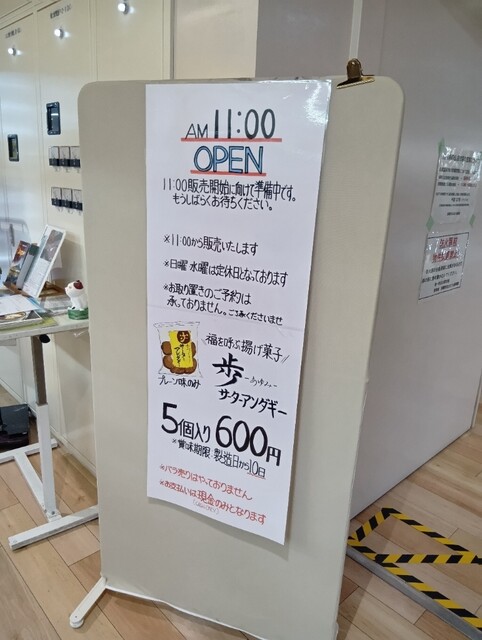 AM 11:00
OPEN
11:00販売開始に向けて準備中です。
もうしばらくお待ちください。
※11:00から販売いたします
※日曜 水曜は定休日となっております
※お取り置きのご予約は
承っておりません。ご了承くださいませ
福を呼ぶ揚げ菓子
歩
プレーン味のみ
サーターアンダギー
5個入り 600円
※賞味期限:製造日から10日
※バラ売りはやっておりません
※お支払いは現金のみとなります